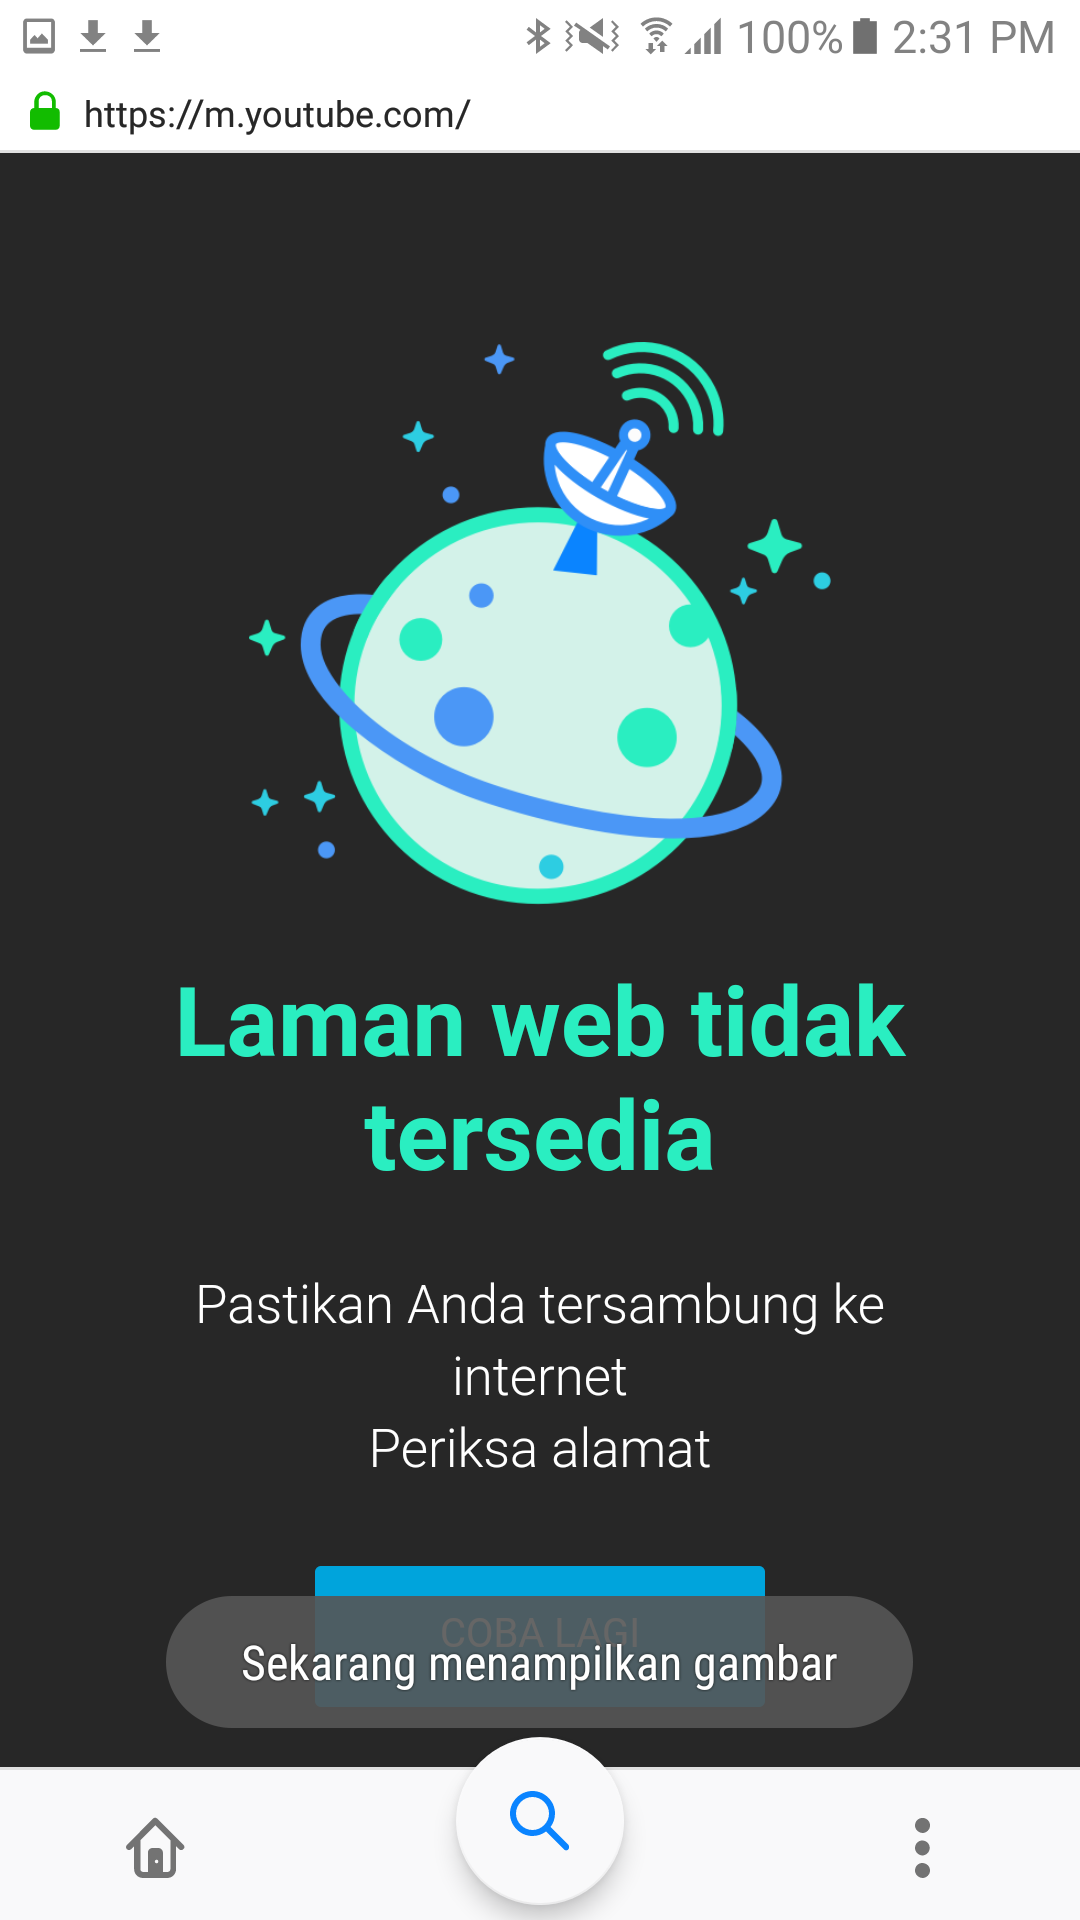 100% 2:31 PM
https://m.youtube.com/
Laman web tidak
tersedia
Pastikan Anda tersambung ke
internet
Periksa alamat
COBA LAGI
Sekarang menampilkan gambar